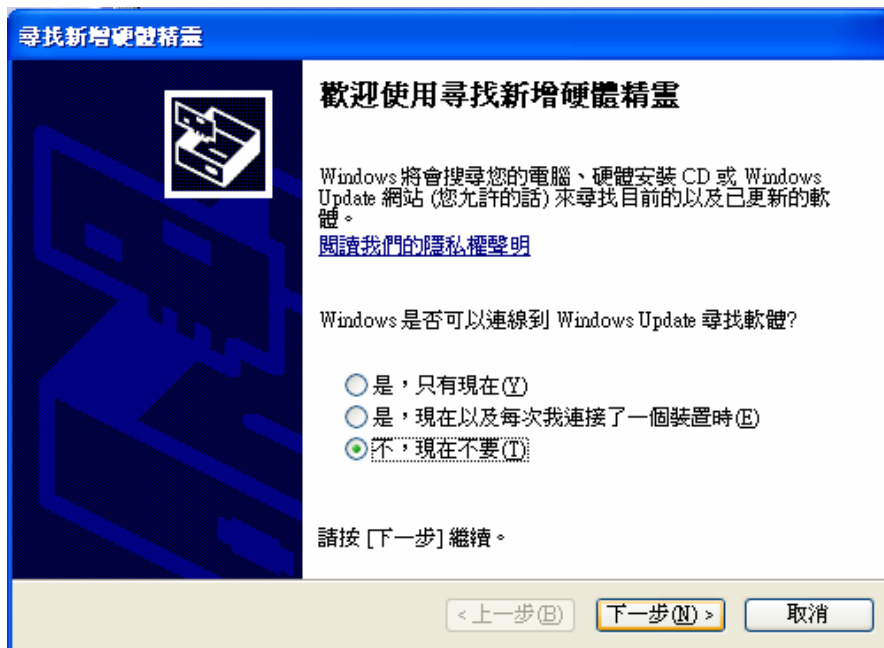 尋找新增硬體精靈
歡迎使用尋找新增硬體精靈
Windows 將會搜尋您的電腦、硬體安裝 CD 或 Windows
Update 網站 (您允許的話) 來尋找目前的以及已更新的軟
體。
閱讀我們的隱私權聲明
Windows 是否可以連線到 Windows Update 尋找軟體?
是，只有現在(Y)
是，現在以及每次我連接了一個裝置時(E)
不，現在不要(T)
請按 [下一步] 繼續。
< 上一步(B) 下一步(N) > 取消